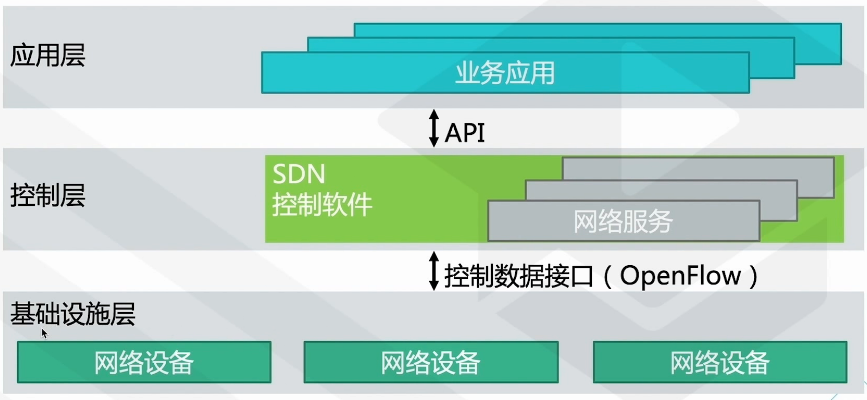 应用层
业务应用
API
控制层
SDN
控制软件
网络服务
控制数据接口（OpenFlow）
基础设施层
网络设备
网络设备
网络设备